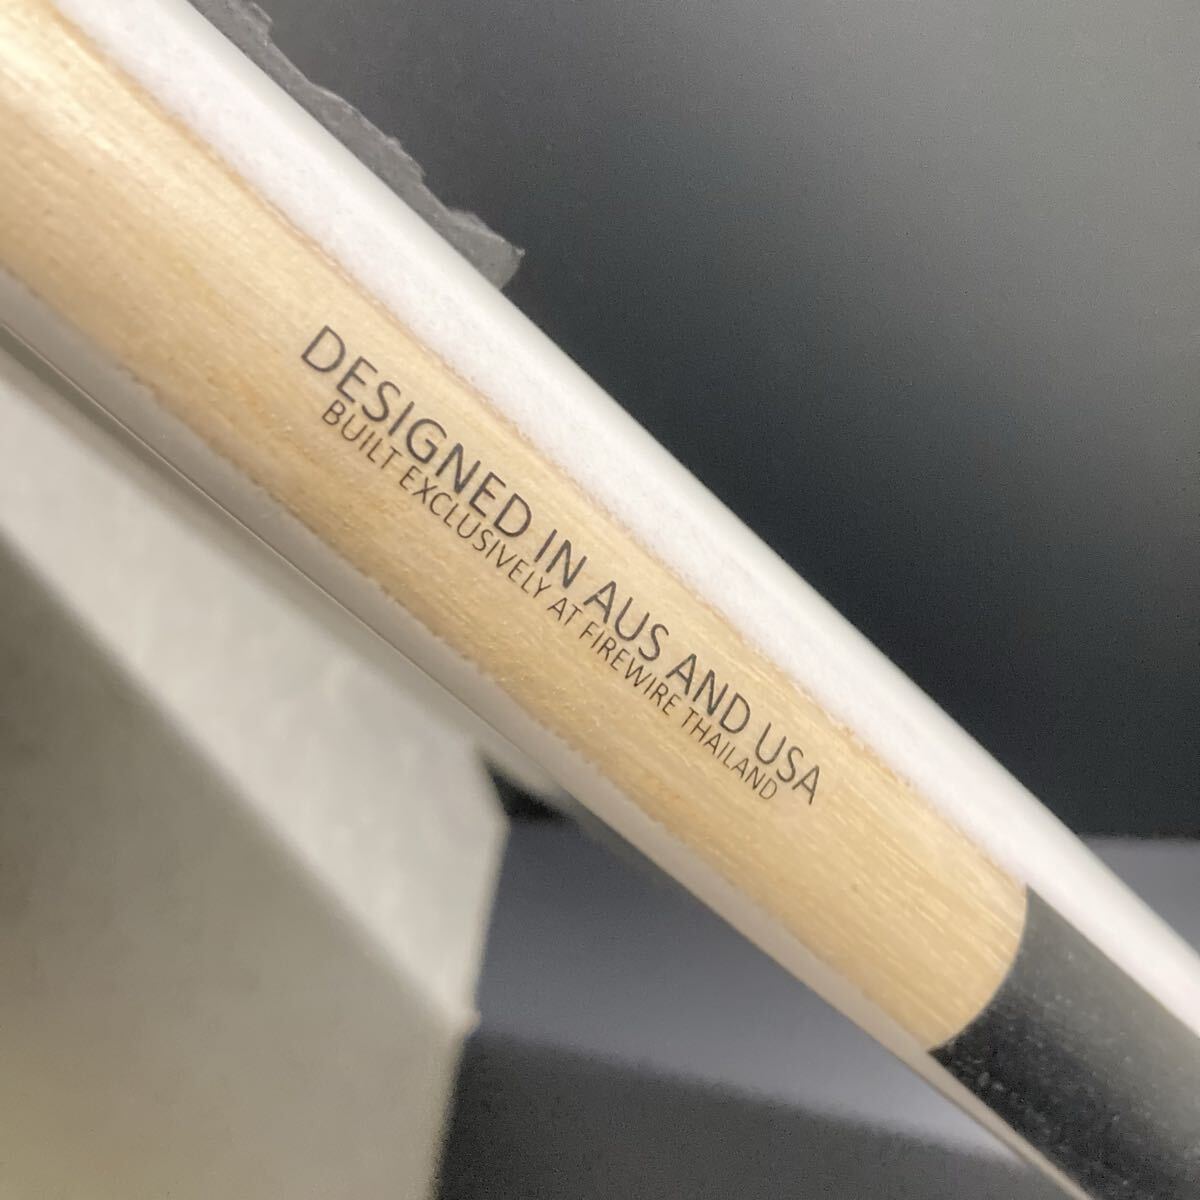 DESIGNED IN AUS AND USA
BUILT EXCLUSIVELY AT FIREWIRE THAILAND